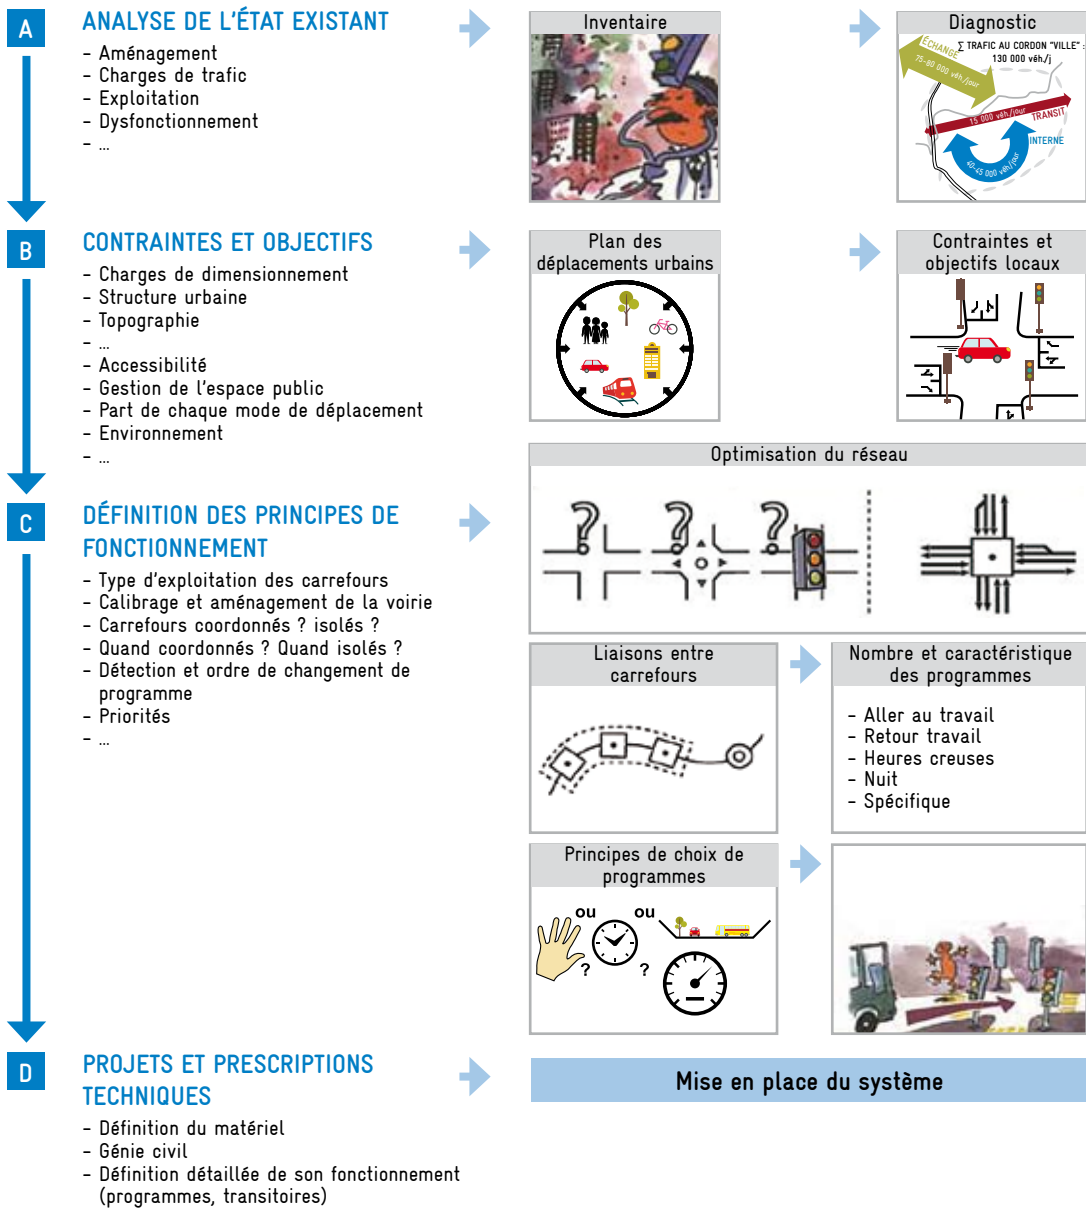 A
ANALYSE DE L'ÉTAT EXISTANT
- Aménagement
- Charges de trafic
- Exploitation
- Dysfonctionnement
- ...
Inventaire
Diagnostic
∑ TRAFIC AU CORDON "VILLE" :
130 000 véh./j
ÉCHANGE
75-80 000 véh./jour
15 000 véh./jour
TRANSIT
INTERNE
40-45 000 véh/jour
B
CONTRAINTES ET OBJECTIFS
- Charges de dimensionnement
- Structure urbaine
- Topographie
- ...
- Accessibilité
- Gestion de l'espace public
- Part de chaque mode de déplacement
- Environnement
- ...
Plan des
déplacements urbains
Contraintes et
objectifs locaux
C
DÉFINITION DES PRINCIPES DE
FONCTIONNEMENT
- Type d'exploitation des carrefours
- Calibrage et aménagement de la voirie
- Carrefours coordonnés ? isolés ?
- Quand coordonnés ? Quand isolés ?
- Détection et ordre de changement de
programme
- Priorités
- ...
Optimisation du réseau
? ? ?
Liaisons entre
carrefours
Nombre et caractéristique
des programmes
- Aller au travail
- Retour travail
- Heures creuses
- Nuit
- Spécifique
Principes de choix de
programmes
ou ou
? ?
D
PROJETS ET PRESCRIPTIONS
TECHNIQUES
- Définition du matériel
- Génie civil
- Définition détaillée de son fonctionnement
(programmes, transitoires)
Mise en place du système